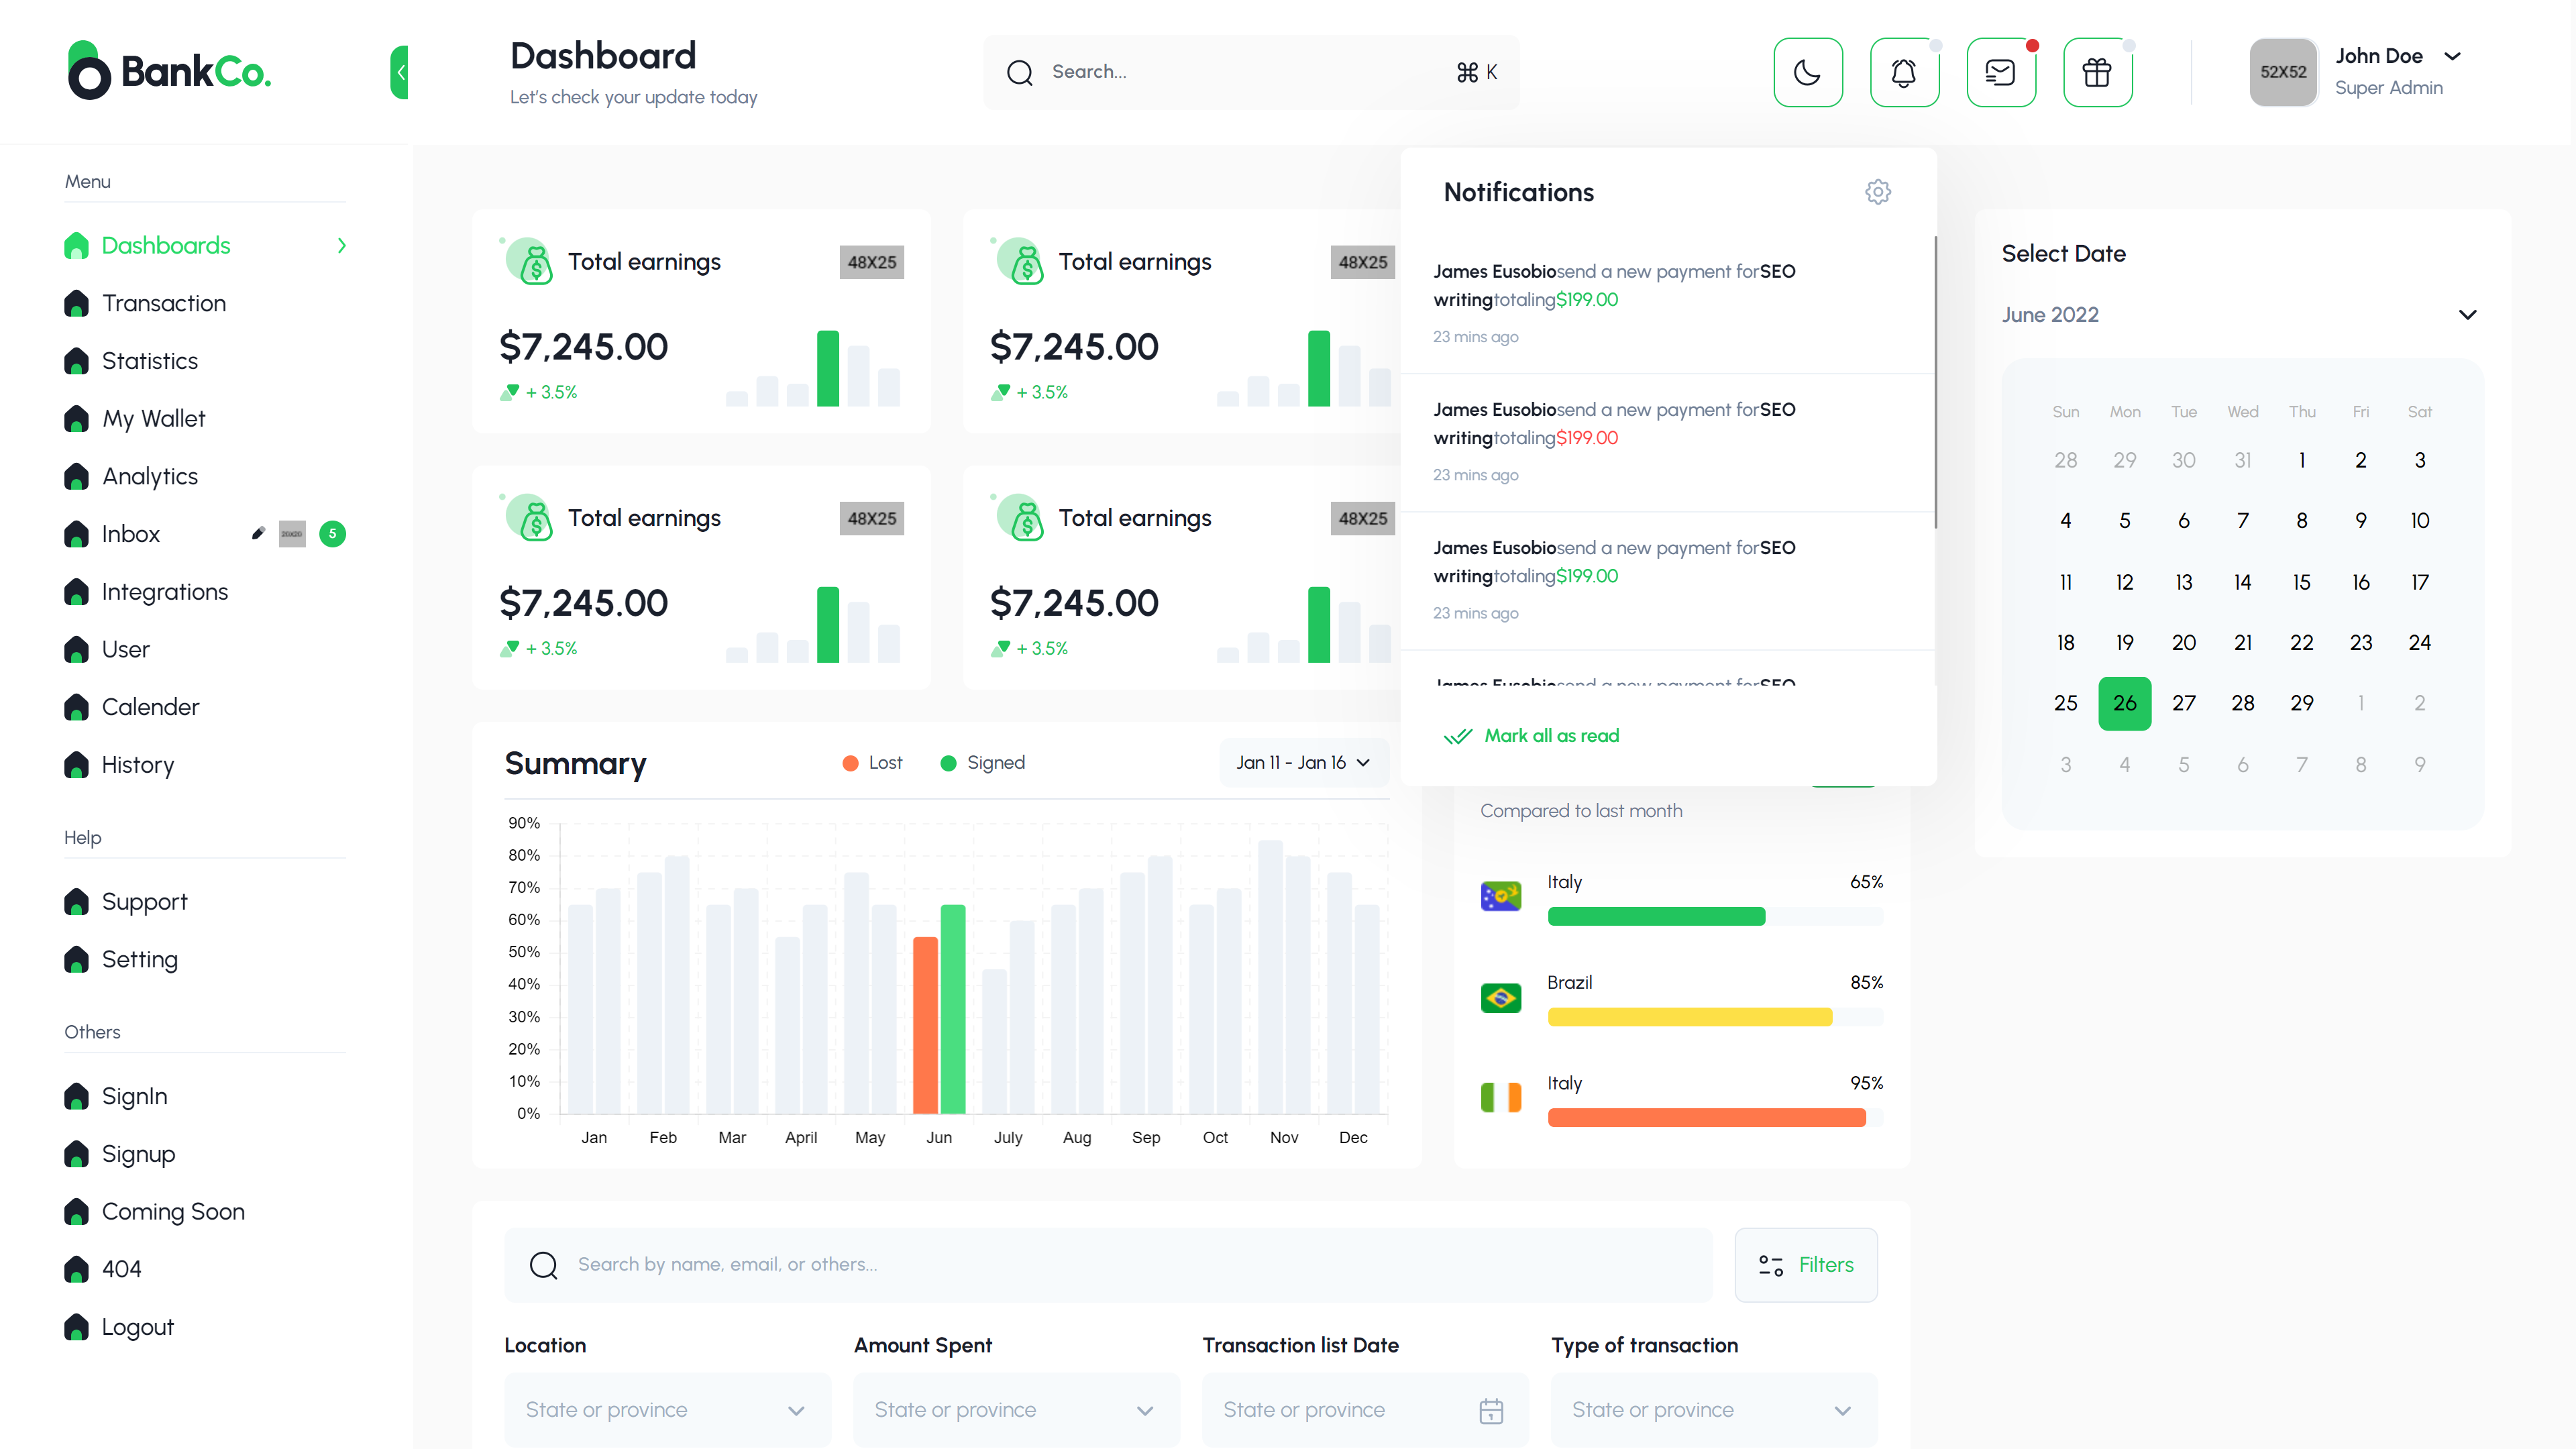 BankCo.
Dashboard
Let's check your update today
Search...
⌘ K
52X52
John Doe
Super Admin
Menu
Dashboards
Transaction
Statistics
My Wallet
Analytics
Inbox
20X20
5
Integrations
User
Calender
History
Help
Support
Setting
Others
SignIn
Signup
Coming Soon
404
Logout
Total earnings
48X25
$7,245.00
+ 3.5%
Total earnings
48X25
$7,245.00
+ 3.5%
Total earnings
48X25
$7,245.00
+ 3.5%
Total earnings
48X25
$7,245.00
+ 3.5%
Notifications
James Eusobiosend a new payment forSEO
writingtotaling$199.00
23 mins ago
James Eusobiosend a new payment forSEO
writingtotaling$199.00
23 mins ago
James Eusobiosend a new payment forSEO
writingtotaling$199.00
23 mins ago
James Eusobiosend a new payment forSEO
Mark all as read
Select Date
June 2022
Sun Mon Tue Wed Thu Fri Sat
28 29 30 31 1 2 3
4 5 6 7 8 9 10
11 12 13 14 15 16 17
18 19 20 21 22 23 24
25 26 27 28 29 1 2
3 4 5 6 7 8 9
Summary
Lost
Signed
Jan 11 - Jan 16
90%
80%
70%
60%
50%
40%
30%
20%
10%
0%
Jan Feb Mar April May Jun July Aug Sep Oct Nov Dec
Compared to last month
Italy 65%
Brazil 85%
Italy 95%
Search by name, email, or others...
Filters
Location
State or province
Amount Spent
State or province
Transaction list Date
State or province
Type of transaction
State or province